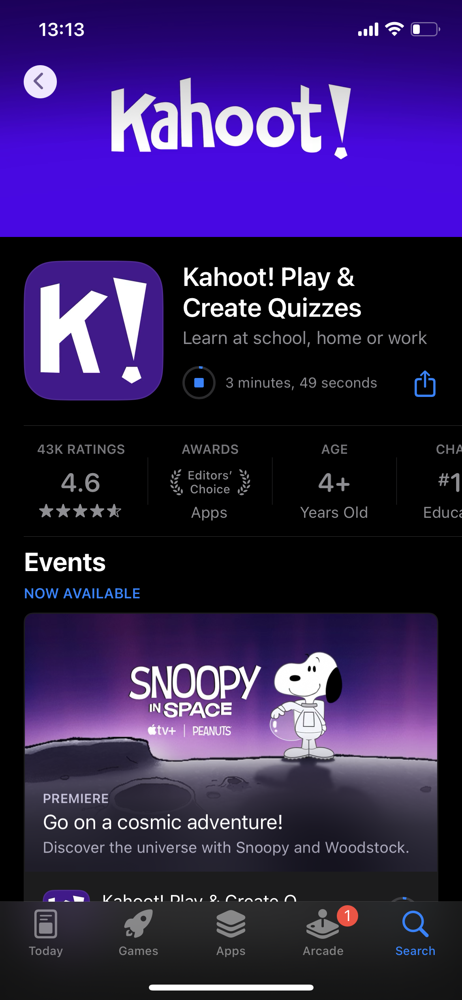 13:13
Kahoot!
K!
Kahoot! Play &
Create Quizzes
Learn at school, home or work
3 minutes, 49 seconds
43K RATINGS
4.6
AWARDS
Editors'
Choice
Apps
AGE
4+
Years Old
CHA
#1
Educa
Events
NOW AVAILABLE
SNOOPY
IN SPACE
tv+ | PEANUTS
PREMIERE
Go on a cosmic adventure!
Discover the universe with Snoopy and Woodstock.
Kahoot! Play & Create Q
Today
Games
Apps
Arcade
1
Search